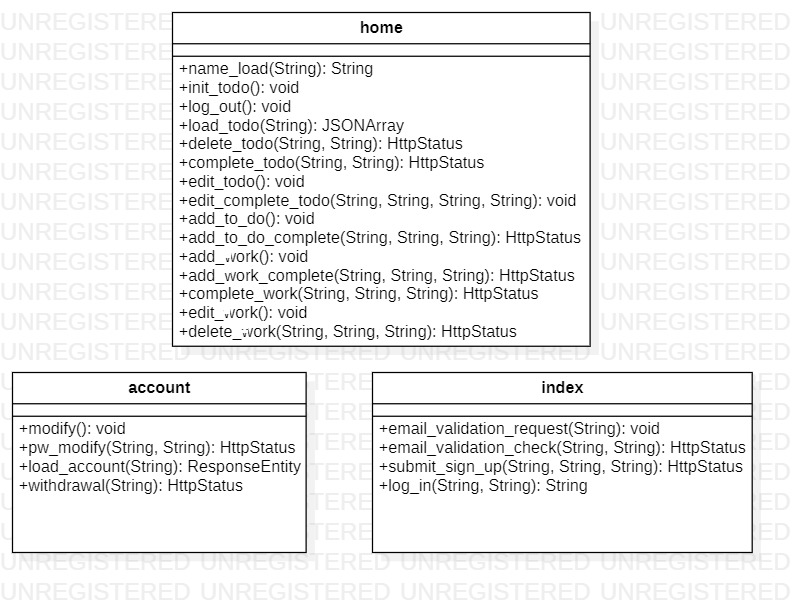 home
+name_load(String): String
+init_todo(): void
+log_out(): void
+load_todo(String): JSONArray
+delete_todo(String, String): HttpStatus
+complete_todo(String, String): HttpStatus
+edit_todo(): void
+edit_complete_todo(String, String, String, String): void
+add_to_do(): void
+add_to_do_complete(String, String, String): HttpStatus
+add_work(): void
+add_work_complete(String, String, String): HttpStatus
+complete_work(String, String, String): HttpStatus
+edit_work(): void
+delete_work(String, String, String): HttpStatus
account
+modify(): void
+pw_modify(String, String): HttpStatus
+load_account(String): ResponseEntity
+withdrawal(String): HttpStatus
index
+email_validation_request(String): void
+email_validation_check(String, String): HttpStatus
+submit_sign_up(String, String, String): HttpStatus
+log_in(String, String): String
UNREGISTERED